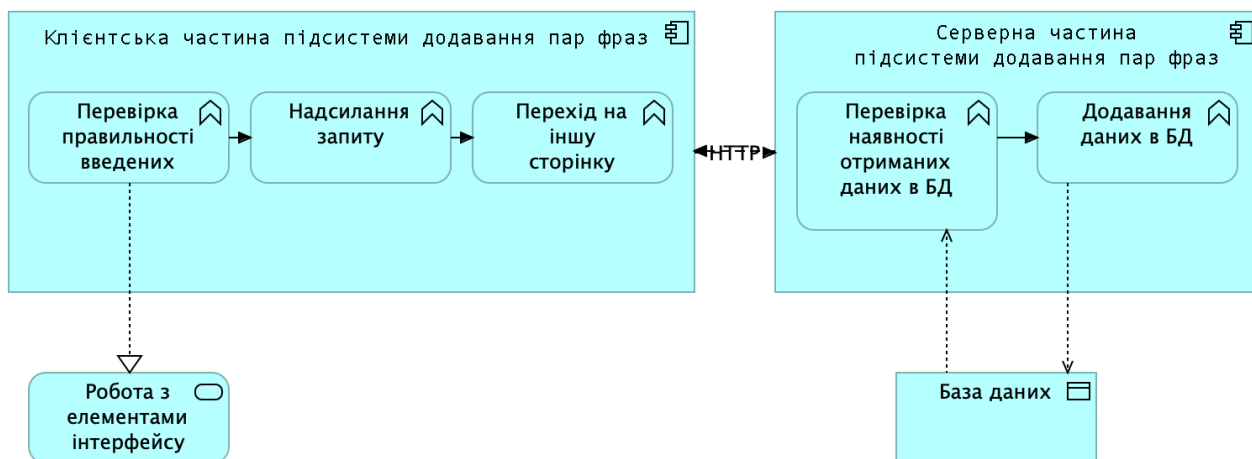 Клієнтська частина підсистеми додавання пар фраз
Перевірка
правильності
введених
Надсилання
запиту
Перехід на
іншу
сторінку
HTTP
Серверна частина
підсистеми додавання пар фраз
Перевірка
наявності
отриманих
даних в БД
Додавання
даних в БД
Робота з
елементами
інтерфейсу
База даних